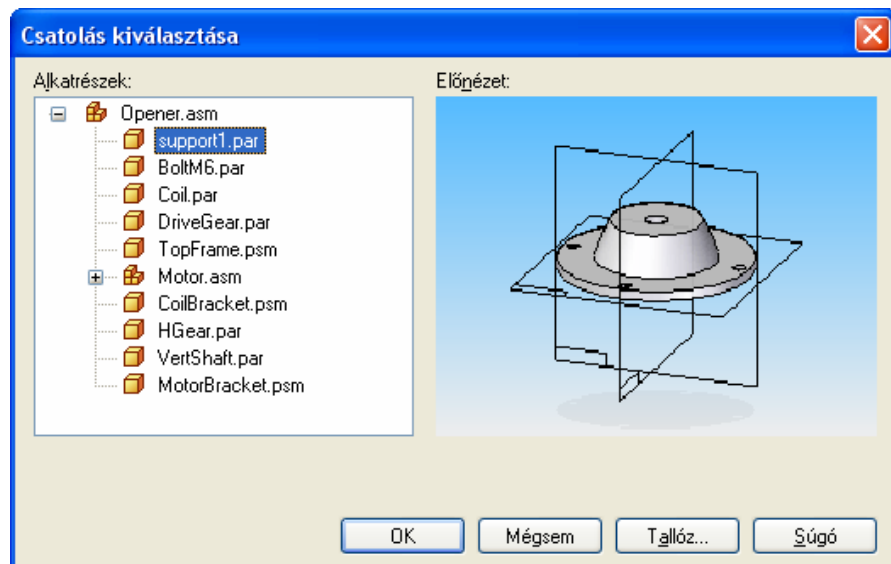 Csatolás kiválasztása
Alkatrészek:
Előnézet:
Opener.asm
support1.par
BoltM6.par
Coil.par
DriveGear.par
TopFrame.psm
Motor.asm
CoilBracket.psm
HGear.par
VertShaft.par
MotorBracket.psm
OK
Mégsem
Tallóz...
Súgó